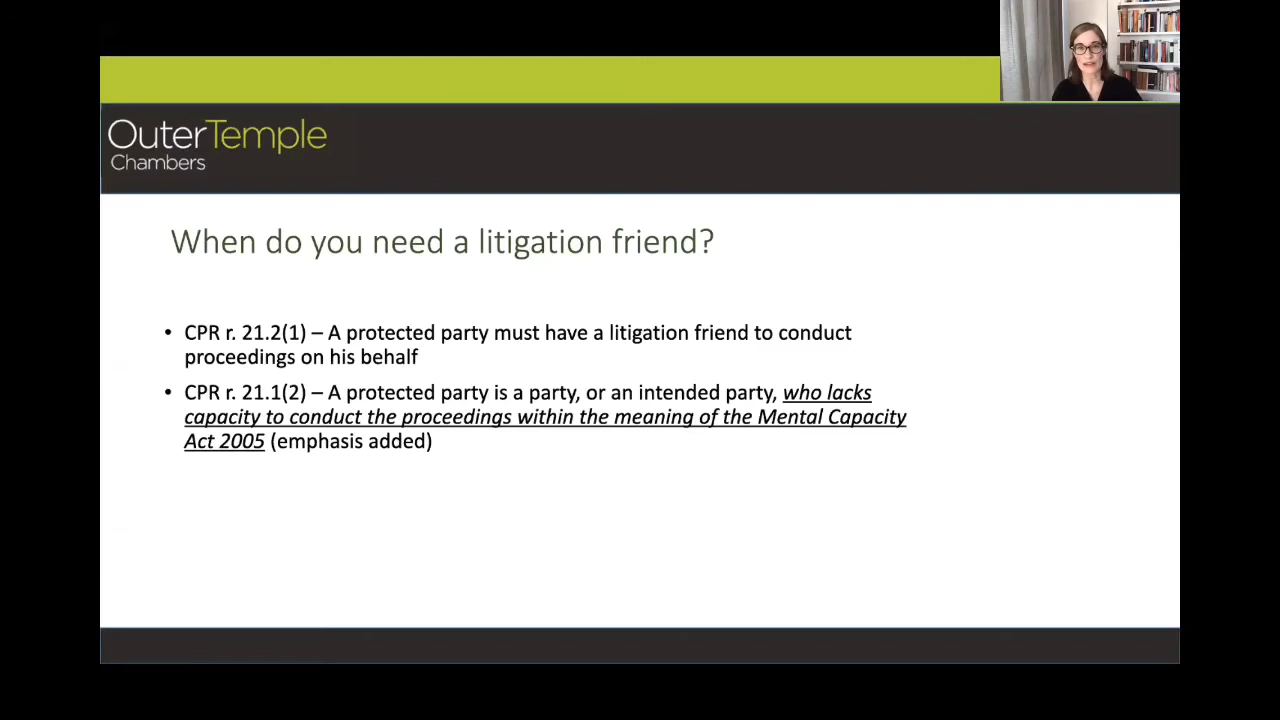 OuterTemple
Chambers
When do you need a litigation friend?
• CPR r. 21.2(1) – A protected party must have a litigation friend to conduct
proceedings on his behalf
• CPR r. 21.1(2) – A protected party is a party, or an intended party, who lacks
capacity to conduct the proceedings within the meaning of the Mental Capacity
Act 2005 (emphasis added)